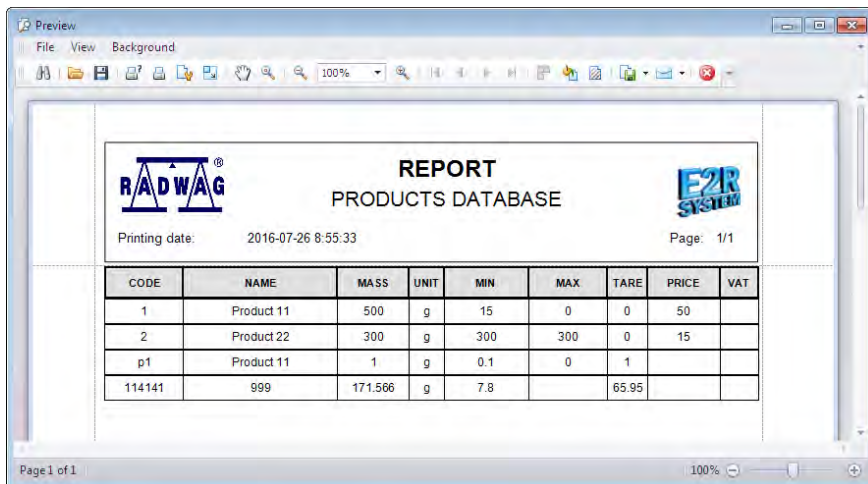 Preview
File View Background
100%
RADWAG ®
REPORT
PRODUCTS DATABASE
E2R
SYSTEM
Printing date: 2016-07-26 8:55:33 Page: 1/1
CODE NAME MASS UNIT MIN MAX TARE PRICE VAT
1 Product 11 500 g 15 0 0 50
2 Product 22 300 g 300 300 0 15
p1 Product 11 1 g 0.1 0 1
114141 999 171.566 g 7.8 65.95
Page 1 of 1 100%